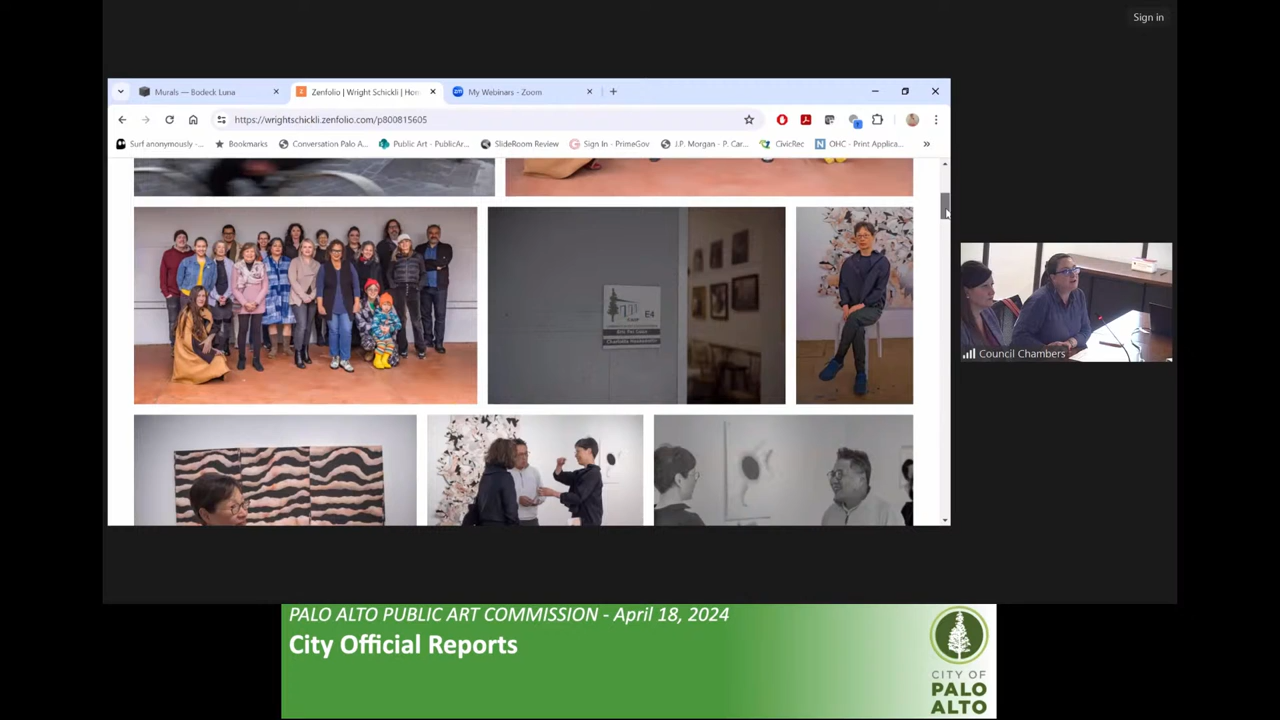 Sign in
Murals — Bodeck Luna
Zenfolio | Wright Schickli | Hom
My Webinars - Zoom
https://wrightschickli.zenfolio.com/p800815605
Surf anonymously -...
Bookmarks
Conversation Palo A...
Public Art - PublicAr...
SlideRoom Review
Sign In - PrimeGov
J.P. Morgan - P. Car...
CivicRec
OHC - Print Applica...
E4
Council Chambers
PALO ALTO PUBLIC ART COMMISSION - April 18, 2024
City Official Reports
CITY OF
PALO
ALTO